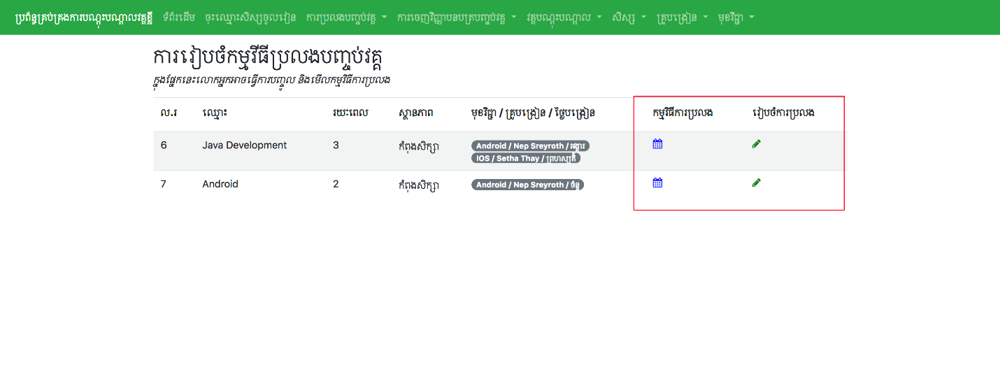 ប្រព័ន្ធគ្រប់គ្រងការបណ្តុះបណ្តាលវគ្គខ្លី ទំព័រដើម ចុះឈ្មោះសិស្សចូលរៀន ការប្រលងបញ្ចប់វគ្គ ការចេញវិញ្ញាបនបត្របញ្ចប់វគ្គ វគ្គបណ្តុះបណ្តាល សិស្ស គ្រូបង្រៀន មុខវិជ្ជា
ការរៀបចំកម្មវិធីប្រលងបញ្ចប់វគ្គ
ក្នុងផ្នែកនេះលោកអ្នកអាចធ្វើការបញ្ចូល និងមើលកម្មវិធីការប្រលង
ល.រ ឈ្មោះ រយៈពេល ស្ថានភាព មុខវិជ្ជា / គ្រូបង្រៀន / ថ្ងៃបង្រៀន កម្មវិធីការប្រលង រៀបចំការប្រលង
6 Java Development 3 កំពុងសិក្សា Android / Nep Sreyroth / អង្គារ
IOS / Setha Thay / ព្រហស្បតិ៍
7 Android 2 កំពុងសិក្សា Android / Nep Sreyroth / ចំន្ទ